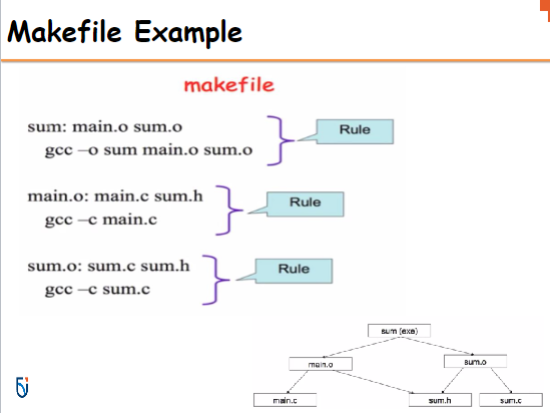 Makefile Example
makefile
sum: main.o sum.o
gcc –o sum main.o sum.o
Rule
main.o: main.c sum.h
gcc –c main.c
Rule
sum.o: sum.c sum.h
gcc –c sum.c
Rule
sum (exe)
main.o
sum.o
main.c
sum.h
sum.c